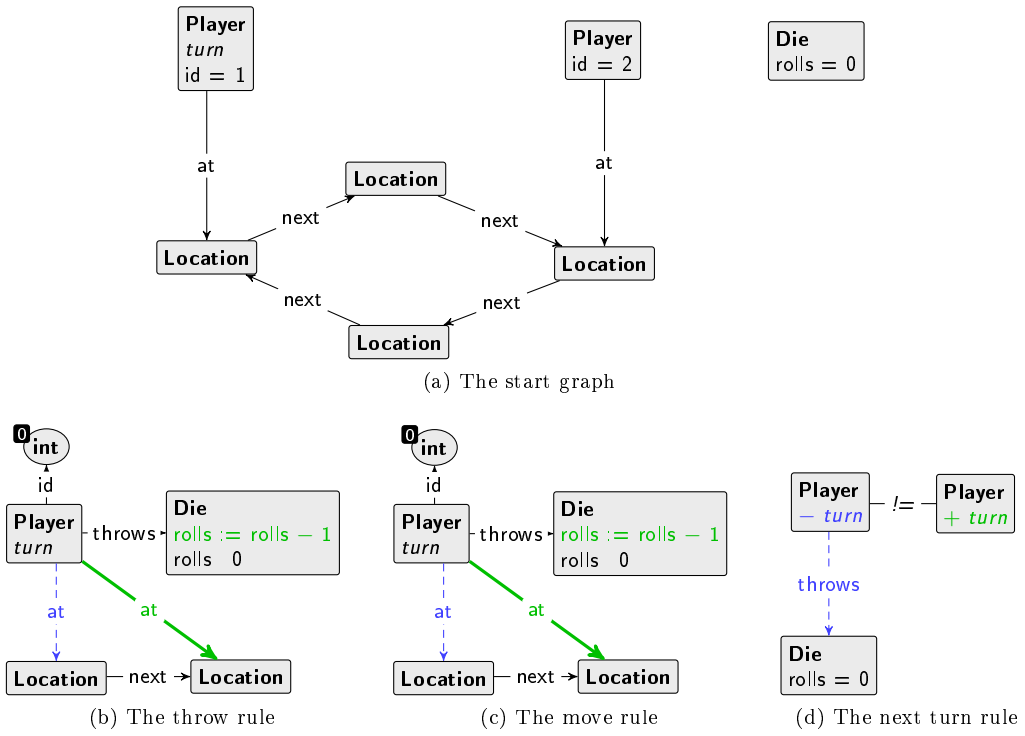 Player
turn
id = 1
Player
id = 2
Die
rolls = 0
at
at
Location
next
next
Location
Location
next
next
Location
(a) The start graph
0
int
id
Player
turn
throws
Die
rolls := rolls − 1
rolls 0
at
at
Location
next
Location
(b) The throw rule
0
int
id
Player
turn
throws
Die
rolls := rolls − 1
rolls 0
at
at
Location
next
Location
(c) The move rule
Player
− turn
!=
Player
+ turn
throws
Die
rolls = 0
(d) The next turn rule